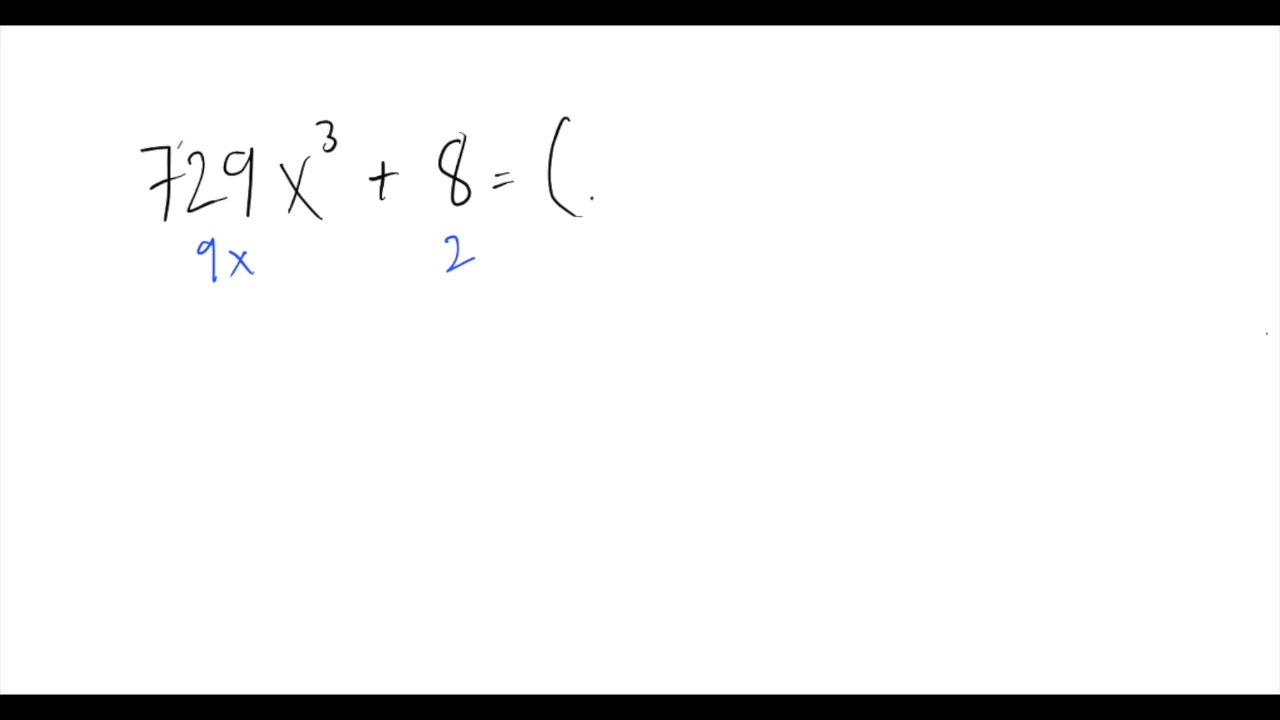 729x³ + 8 = (
9x 2